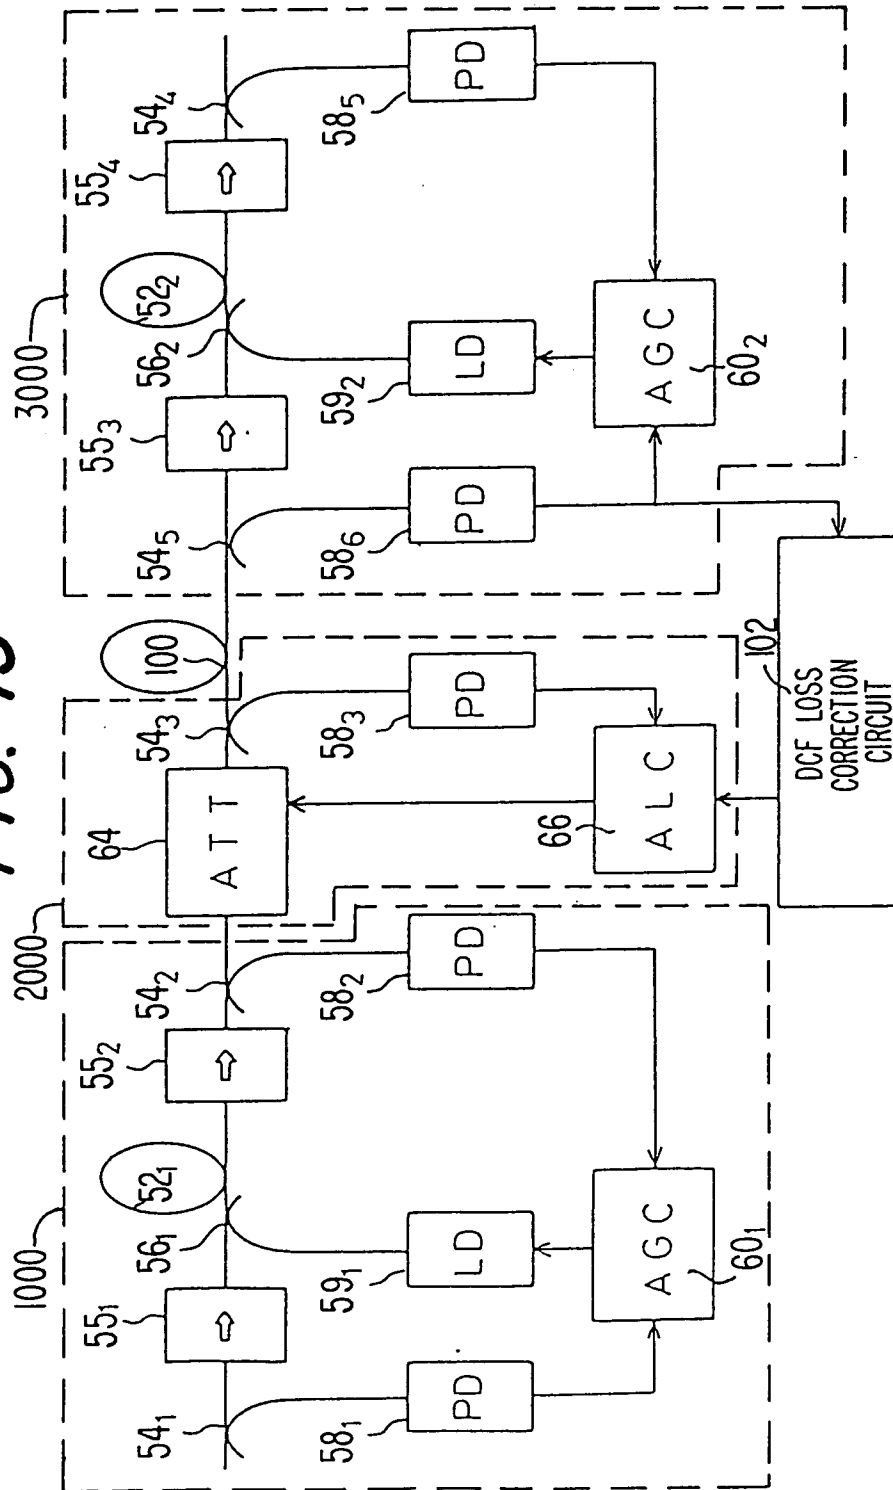 FIG.
1000
2000
3000
55₁
55₂
64
55₃
55₄
54₁
56₁
52₁
54₂
ATT
54₃
100
54₅
56₂
52₂
54₄
58₁
PD
59₁
LD
58₂
PD
58₃
PD
58₆
PD
59₂
LD
58₅
PD
AGC
60₁
66
ALC
AGC
60₂
102
DCF LOSS
CORRECTION
CIRCUIT